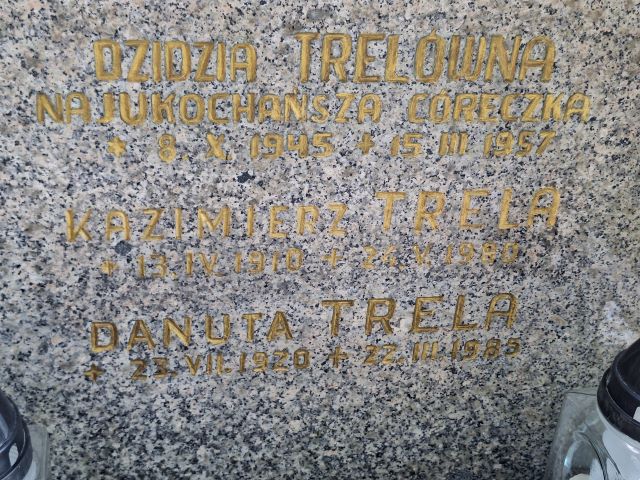 DZIDZIA TRELÓWNA
NAJUKOCHAŃSZA CÓRECZKA
* 8. X. 1945 + 15 III 1957
KAZIMIERZ TRELA
* 13. IV. 1910 + 24. V. 1980
DANUTA TRELA
* 23. VII. 1920 + 22. III. 1985